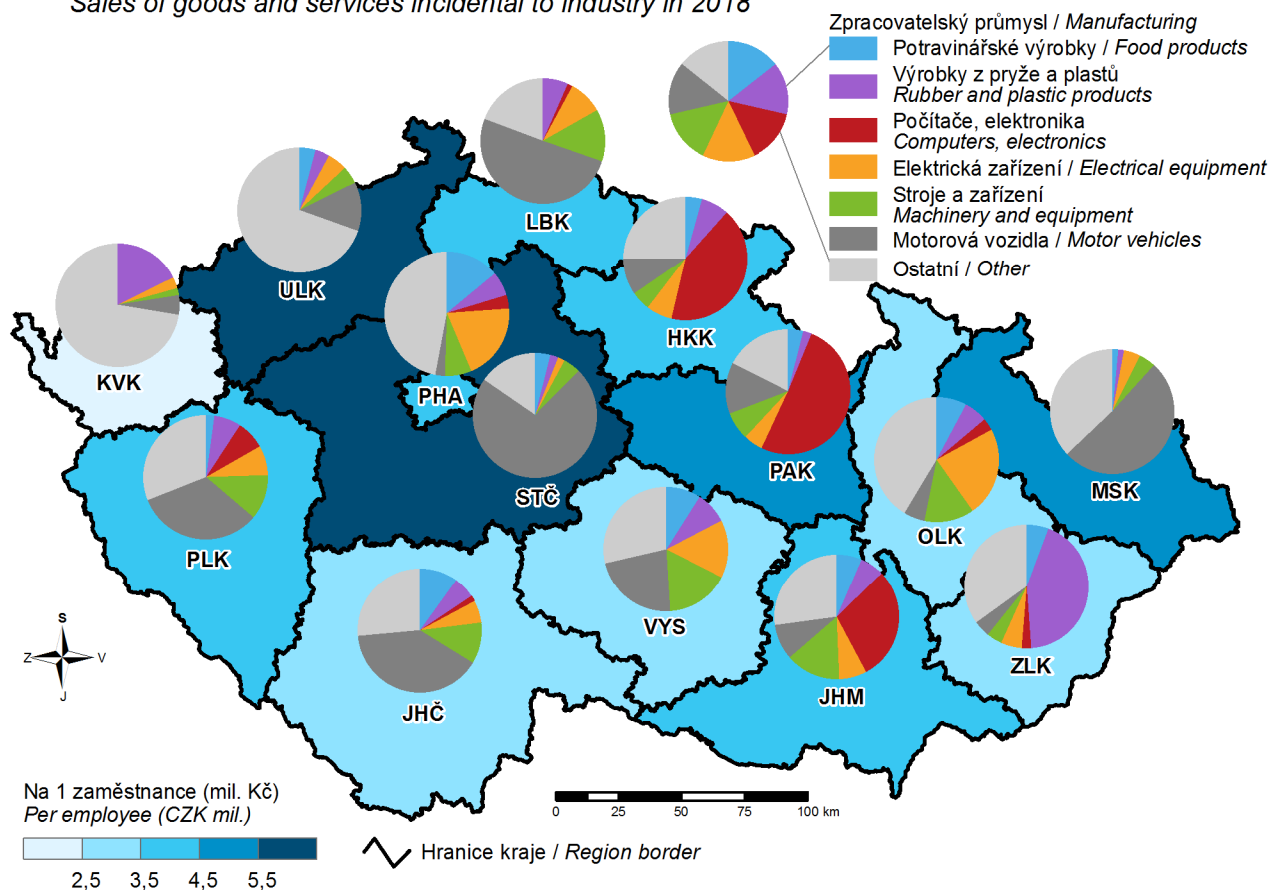 Sales of goods and services incidental to industry in 2018
Zpracovatelský průmysl / Manufacturing
Potravinářské výrobky / Food products
Výrobky z pryže a plastů
Rubber and plastic products
Počítače, elektronika
Computers, electronics
Elektrická zařízení / Electrical equipment
Stroje a zařízení
Machinery and equipment
Motorová vozidla / Motor vehicles
Ostatní / Other
LBK
ULK
HKK
KVK
PHA
PAK
STČ
MSK
OLK
PLK
VYS
ZLK
JHM
JHČ
S
Z
V
J
Na 1 zaměstnance (mil. Kč)
Per employee (CZK mil.)
2,5 3,5 4,5 5,5
Hranice kraje / Region border
0 25 50 75 100 km